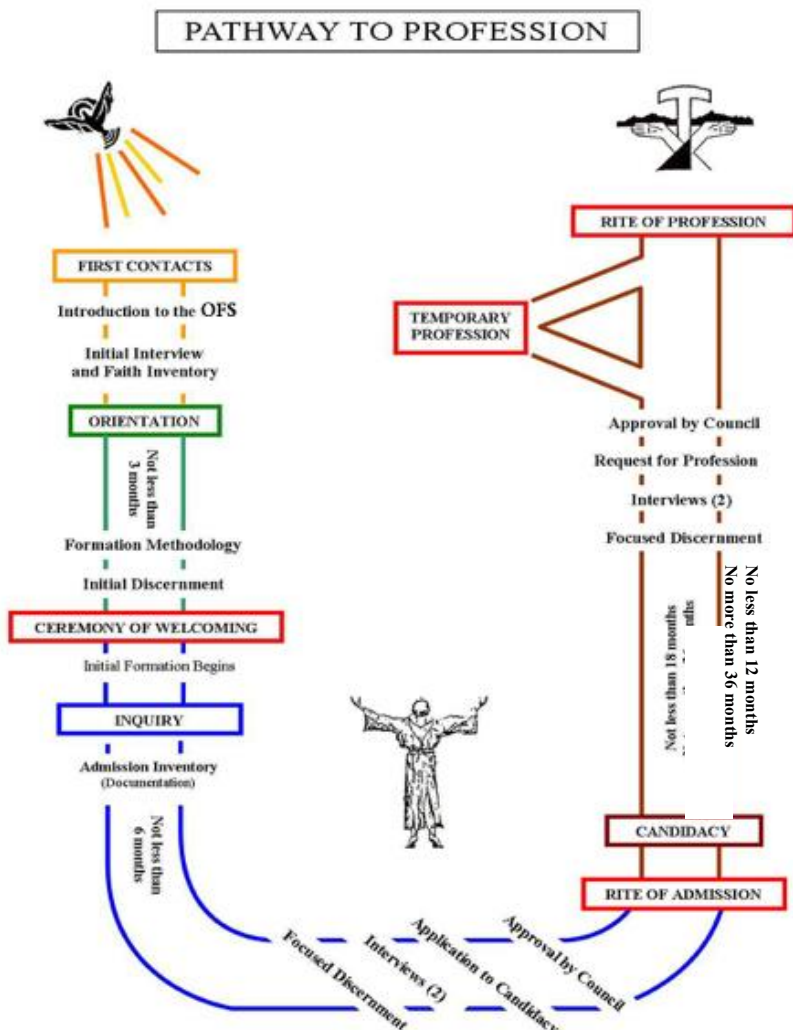 PATHWAY TO PROFESSION
FIRST CONTACTS
Introduction to the OFS
Initial Interview
and Faith Inventory
ORIENTATION
Not less than
3 months
Formation Methodology
Initial Discernment
CEREMONY OF WELCOMING
Initial Formation Begins
INQUIRY
Admission Inventory
(Documentation)
Not less than
6 months
Focused Discernment
Interviews (2)
Application to Candidacy
Approval by Council
RITE OF ADMISSION
CANDIDACY
Not less than 18 months
No less than 12 months
No more than 36 months
Focused Discernment
Interviews (2)
Request for Profession
Approval by Council
TEMPORARY
PROFESSION
RITE OF PROFESSION